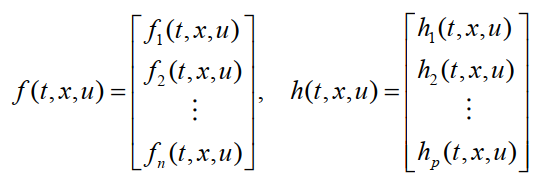 f(t,x,u) = [ f₁(t,x,u) f₂(t,x,u) ⋮ fₙ(t,x,u) ], h(t,x,u) = [ h₁(t,x,u) h₂(t,x,u) ⋮ hₚ(t,x,u) ]